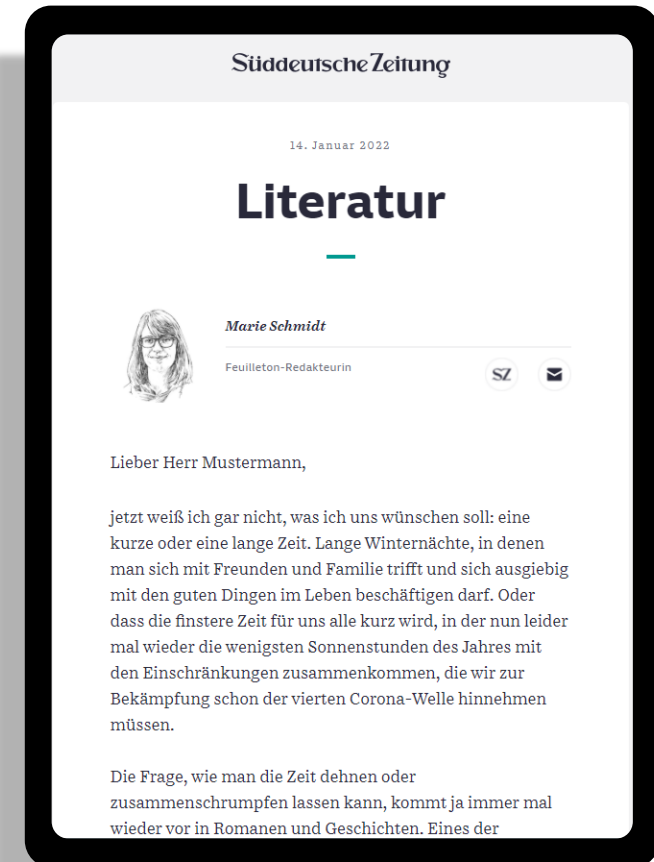 Süddeutsche Zeitung
14. Januar 2022
Literatur
Marie Schmidt
Feuilleton-Redakteurin
SZ
Lieber Herr Mustermann,
jetzt weiß ich gar nicht, was ich uns wünschen soll: eine
kurze oder eine lange Zeit. Lange Winternächte, in denen
man sich mit Freunden und Familie trifft und sich ausgiebig
mit den guten Dingen im Leben beschäftigen darf. Oder
dass die finstere Zeit für uns alle kurz wird, in der nun leider
mal wieder die wenigsten Sonnenstunden des Jahres mit
den Einschränkungen zusammenkommen, die wir zur
Bekämpfung schon der vierten Corona-Welle hinnehmen
müssen.
Die Frage, wie man die Zeit dehnen oder
zusammenschrumpfen lassen kann, kommt ja immer mal
wieder vor in Romanen und Geschichten. Eines der